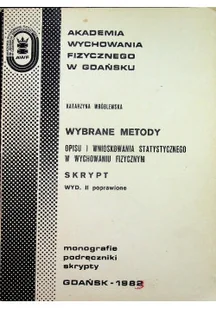 AWF
AKADEMIA
WYCHOWANIA
FIZYCZNEGO
W GDAŃSKU
KATARZYNA WRÓBLEWSKA
WYBRANE METODY
OPISU I WNIOSKOWANIA STATYSTYCZNEGO
W WYCHOWANIU FIZYCZNYM
SKRYPT
WYD. II poprawione
monografie
podręczniki
skrypty
GDAŃSK-1982